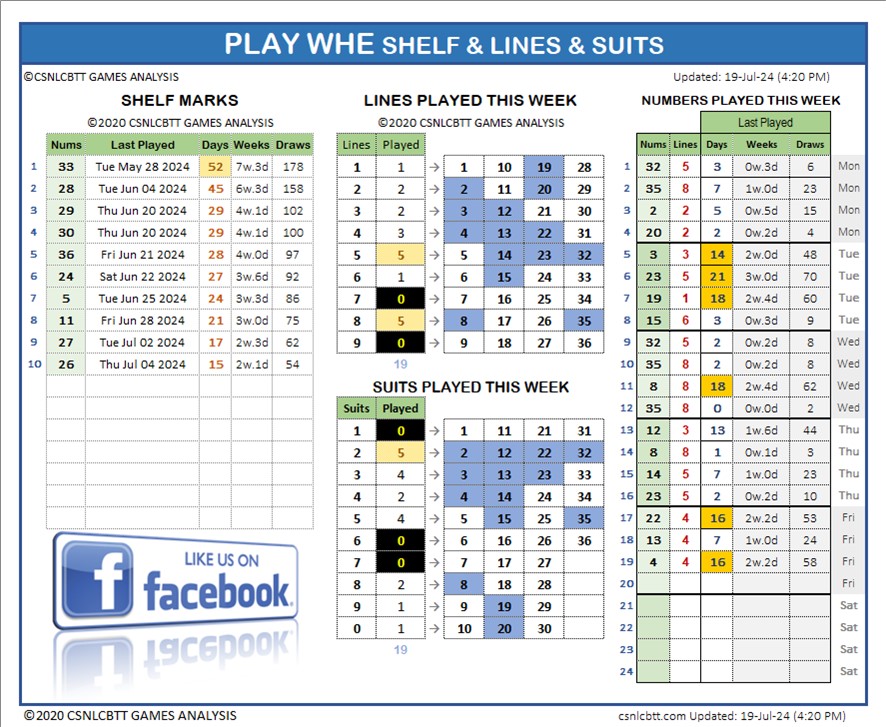 PLAY WHE SHELF & LINES & SUITS
©CSNLCBTT GAMES ANALYSIS
Updated: 19-Jul-24 (4:20 PM)
SHELF MARKS
©2020 CSNLCBTT GAMES ANALYSIS
Nums Last Played Days Weeks Draws
1 33 Tue May 28 2024 52 7w.3d 178
2 28 Tue Jun 04 2024 45 6w.3d 158
3 29 Thu Jun 20 2024 29 4w.1d 102
4 30 Thu Jun 20 2024 29 4w.1d 100
5 36 Fri Jun 21 2024 28 4w.0d 97
6 24 Sat Jun 22 2024 27 3w.6d 92
7 5 Tue Jun 25 2024 24 3w.3d 86
8 11 Fri Jun 28 2024 21 3w.0d 75
9 27 Tue Jul 02 2024 17 2w.3d 62
10 26 Thu Jul 04 2024 15 2w.1d 54
LIKE US ON
f facebook®
LINES PLAYED THIS WEEK
©2020 CSNLCBTT GAMES ANALYSIS
Lines Played
1 1 → 1 10 19 28
2 2 → 2 11 20 29
3 2 → 3 12 21 30
4 3 → 4 13 22 31
5 5 → 5 14 23 32
6 1 → 6 15 24 33
7 0 → 7 16 25 34
8 5 → 8 17 26 35
9 0 → 9 18 27 36
19
SUITS PLAYED THIS WEEK
Suits Played
1 0 → 1 11 21 31
2 5 → 2 12 22 32
3 4 → 3 13 23 33
4 2 → 4 14 24 34
5 4 → 5 15 25 35
6 0 → 6 16 26 36
7 0 → 7 17 27
8 2 → 8 18 28
9 1 → 9 19 29
0 1 → 10 20 30
19
NUMBERS PLAYED THIS WEEK
Last Played
Nums Lines Days Weeks Draws
1 32 5 3 0w.3d 6 Mon
2 35 8 7 1w.0d 23 Mon
3 2 2 5 0w.5d 15 Mon
4 20 2 2 0w.2d 4 Mon
5 3 3 14 2w.0d 48 Tue
6 23 5 21 3w.0d 70 Tue
7 19 1 18 2w.4d 60 Tue
8 15 6 3 0w.3d 9 Tue
9 32 5 2 0w.2d 8 Wed
10 35 8 2 0w.2d 8 Wed
11 8 8 18 2w.4d 62 Wed
12 35 8 0 0w.0d 2 Wed
13 12 3 13 1w.6d 44 Thu
14 8 8 1 0w.1d 3 Thu
15 14 5 7 1w.0d 23 Thu
16 23 5 2 0w.2d 10 Thu
17 22 4 16 2w.2d 53 Fri
18 13 4 7 1w.0d 24 Fri
19 4 4 16 2w.2d 58 Fri
20 Fri
21 Sat
22 Sat
23 Sat
24 Sat
©2020 CSNLCBTT GAMES ANALYSIS
csnlcbtt.com Updated: 19-Jul-24 (4:20 PM)